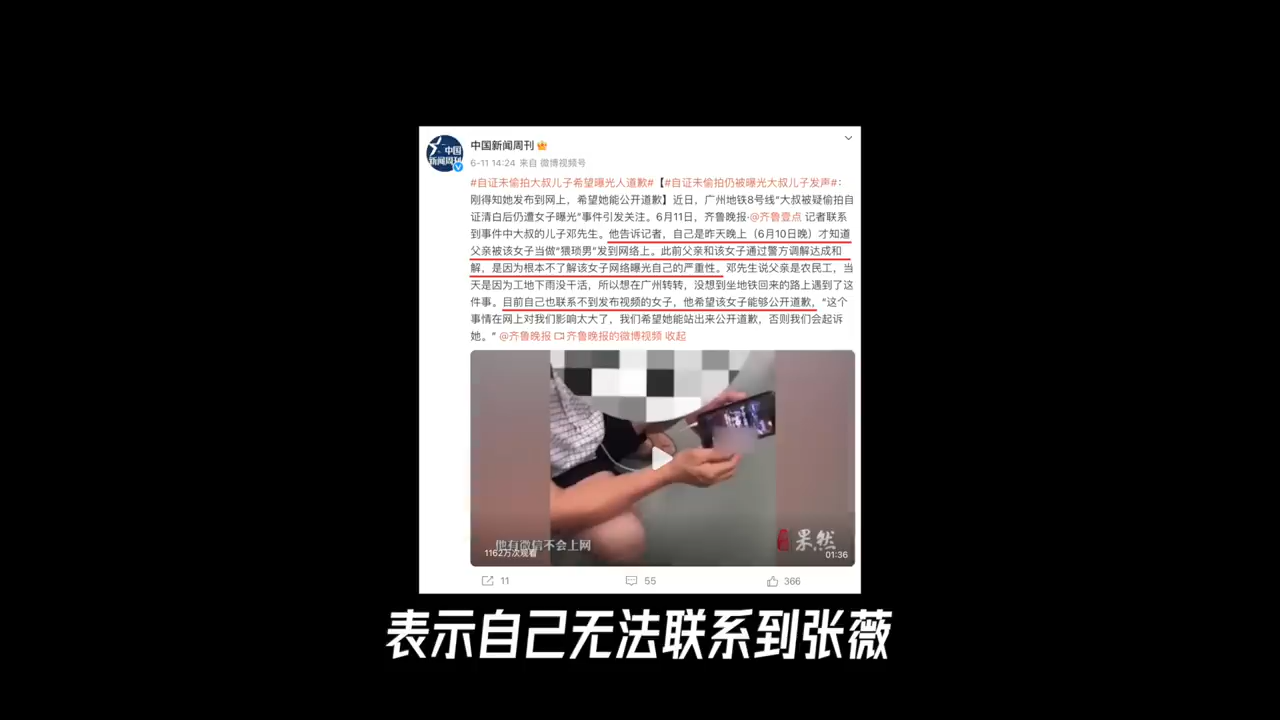 中国新闻周刊
中国
新闻周刊
6-11 14:24 来自 微博视频号
#自证未偷拍大叔儿子希望曝光人道歉#【#自证未偷拍仍被曝光大叔儿子发声#：
刚得知她发布到网上，希望她能公开道歉】近日，广州地铁8号线“大叔被疑偷拍自
证清白后仍遭女子曝光”事件引发关注。6月11日，齐鲁晚报·@齐鲁壹点 记者联系
到事件中大叔的儿子邓先生。他告诉记者，自己是昨天晚上（6月10日晚）才知道
父亲被该女子当做“猥琐男”发到网络上。此前父亲和该女子通过警方调解达成和
解，是因为根本不了解该女子网络曝光自己的严重性。邓先生说父亲是农民工，当
天是因为工地下雨没干活，所以想在广州转转，没想到坐地铁回来的路上遇到了这
件事。目前自己也联系不到发布视频的女子，他希望该女子能够公开道歉，“这个
事情在网上对我们影响太大了，我们希望她能站出来公开道歉，否则我们会起诉
她。” @齐鲁晚报 齐鲁晚报的微博视频 收起
他有微信不会上网
果然
1162万次观看
01:36
11
55
366
表示自己无法联系到张薇